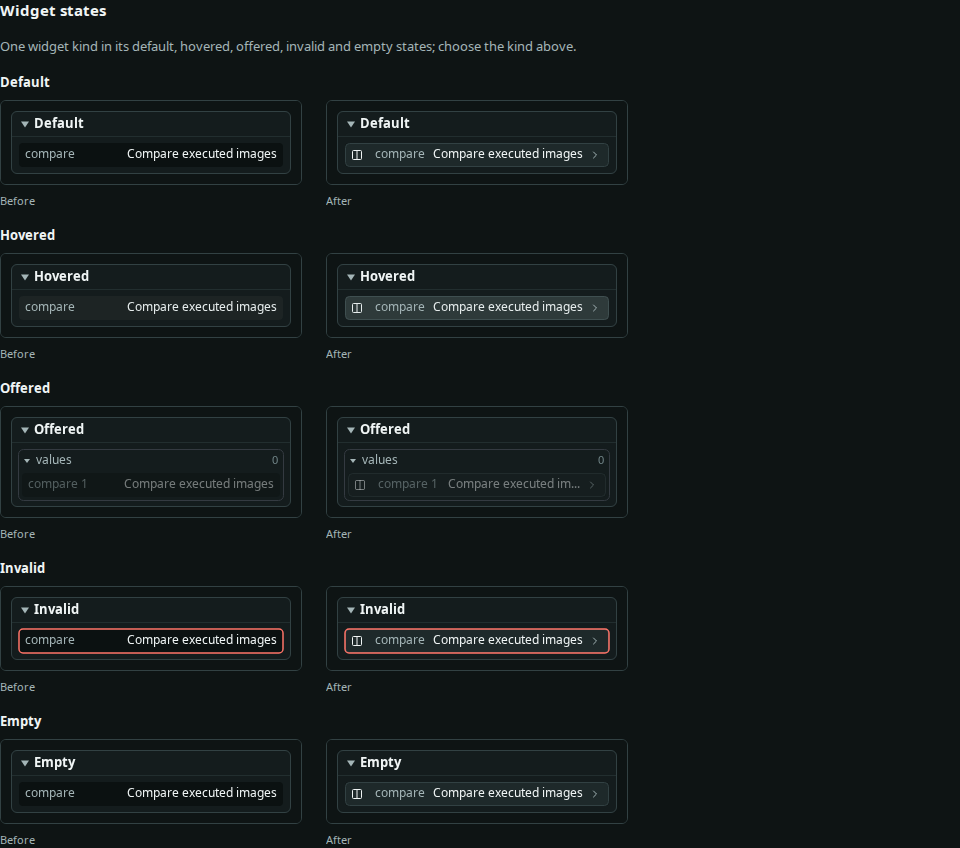 Widget states
One widget kind in its default, hovered, offered, invalid and empty states; choose the kind above.
Default
Default
compare Compare executed images
Before
Default
compare Compare executed images
After
Hovered
Hovered
compare Compare executed images
Before
Hovered
compare Compare executed images
After
Offered
Offered
values 0
compare 1 Compare executed images
Before
Offered
values 0
compare 1 Compare executed im...
After
Invalid
Invalid
compare Compare executed images
Before
Invalid
compare Compare executed images
After
Empty
Empty
compare Compare executed images
Before
Empty
compare Compare executed images
After